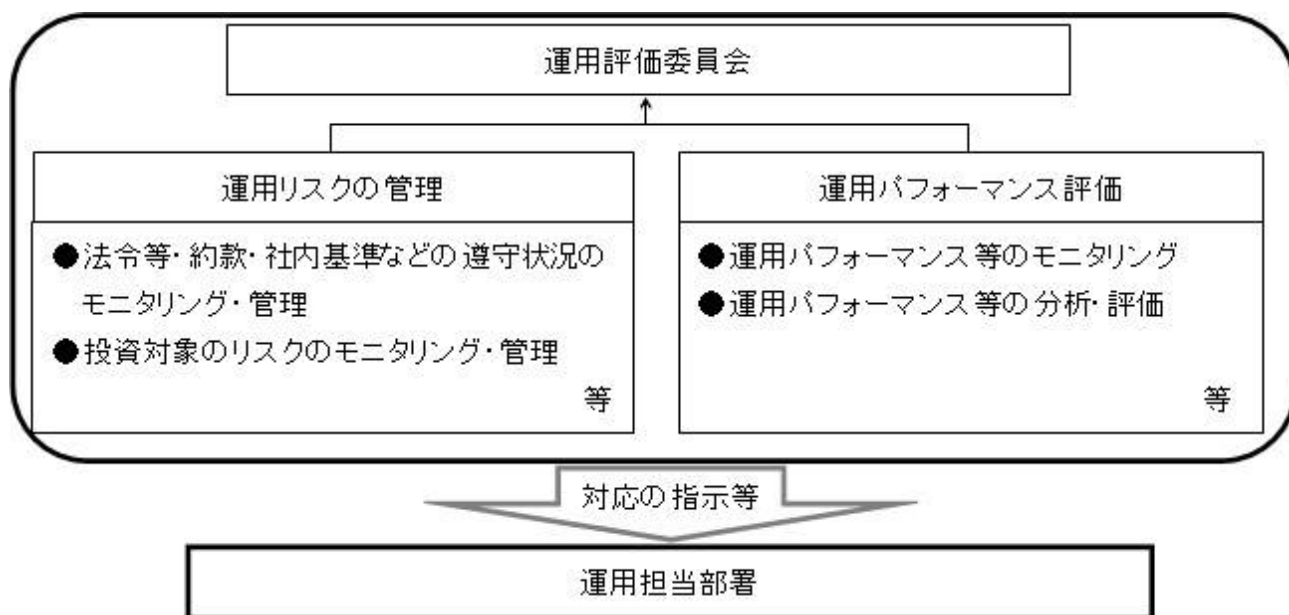 運用評価委員会
運用リスクの管理
●法令等・約款・社内基準などの遵守状況の
モニタリング・管理
●投資対象のリスクのモニタリング・管理
等
運用パフォーマンス評価
●運用パフォーマンス等のモニタリング
●運用パフォーマンス等の分析・評価
等
対応の指示等
運用担当部署